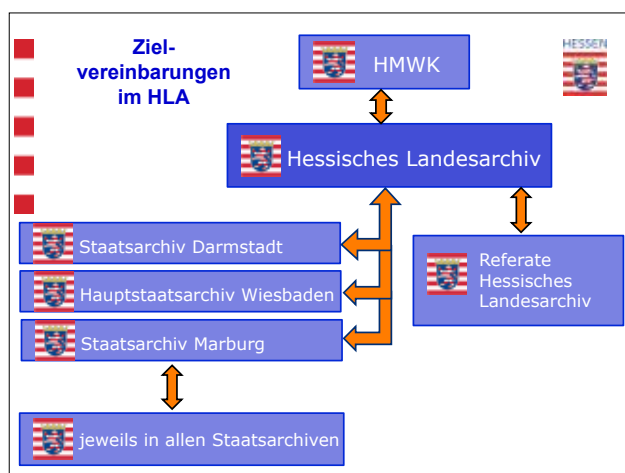 Ziel-
vereinbarungen
im HLA
HMWK
HESSEN
Hessisches Landesarchiv
Staatsarchiv Darmstadt
Hauptstaatsarchiv Wiesbaden
Staatsarchiv Marburg
Referate
Hessisches
Landesarchiv
jeweils in allen Staatsarchiven